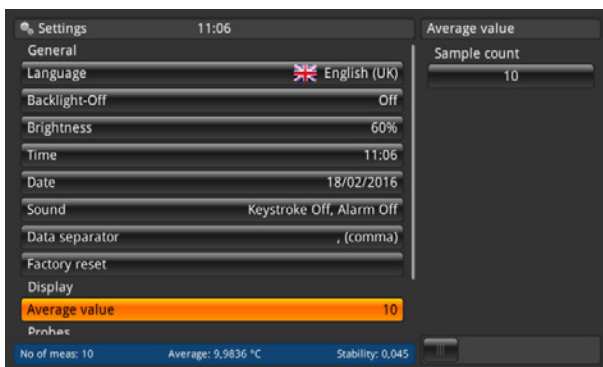 Settings 11:06
General
Language English (UK)
Backlight-Off Off
Brightness 60%
Time 11:06
Date 18/02/2016
Sound Keystroke Off, Alarm Off
Data separator , (comma)
Factory reset
Display
Average value 10
Probes
No of meas: 10 Average: 9,9836 °C Stability: 0,045
Average value
Sample count
10